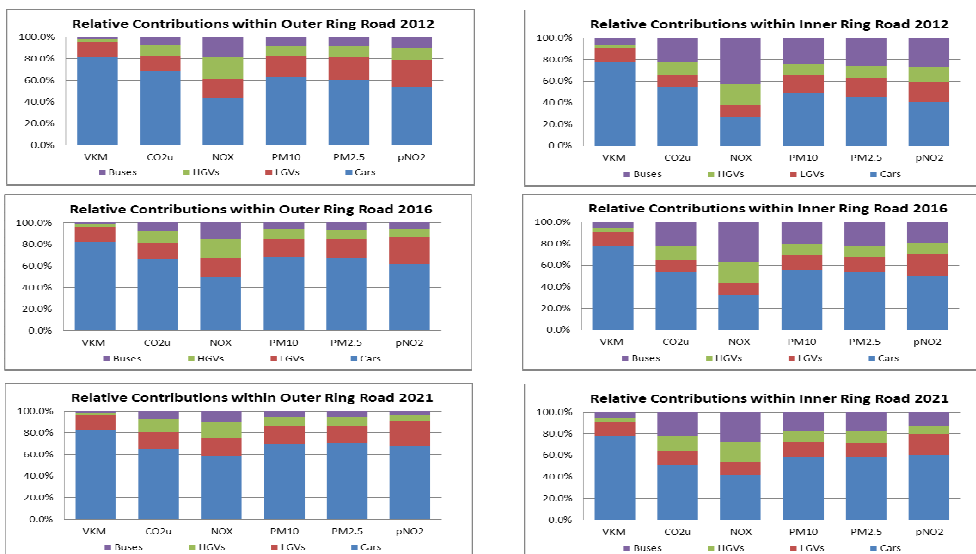 Relative Contributions within Outer Ring Road 2012
100.0%
80.0%
60.0%
40.0%
20.0%
0.0%
VKM CO2u NOX PM10 PM2.5 pNO2
Buses HGVs LGVs Cars
Relative Contributions within Inner Ring Road 2012
100.0%
80.0%
60.0%
40.0%
20.0%
0.0%
VKM CO2u NOX PM10 PM2.5 pNO2
Buses HGVs LGVs Cars
Relative Contributions within Outer Ring Road 2016
100.0%
80.0%
60.0%
40.0%
20.0%
0.0%
VKM CO2u NOX PM10 PM2.5 pNO2
Buses HGVs LGVs Cars
Relative Contributions within Inner Ring Road 2016
100.0%
80.0%
60.0%
40.0%
20.0%
0.0%
VKM CO2u NOX PM10 PM2.5 pNO2
Buses HGVs LGVs Cars
Relative Contributions within Outer Ring Road 2021
100.0%
80.0%
60.0%
40.0%
20.0%
0.0%
VKM CO2u NOX PM10 PM2.5 pNO2
Buses HGVs LGVs Cars
Relative Contributions within Inner Ring Road 2021
100.0%
80.0%
60.0%
40.0%
20.0%
0.0%
VKM CO2u NOX PM10 PM2.5 pNO2
Buses HGVs LGVs Cars